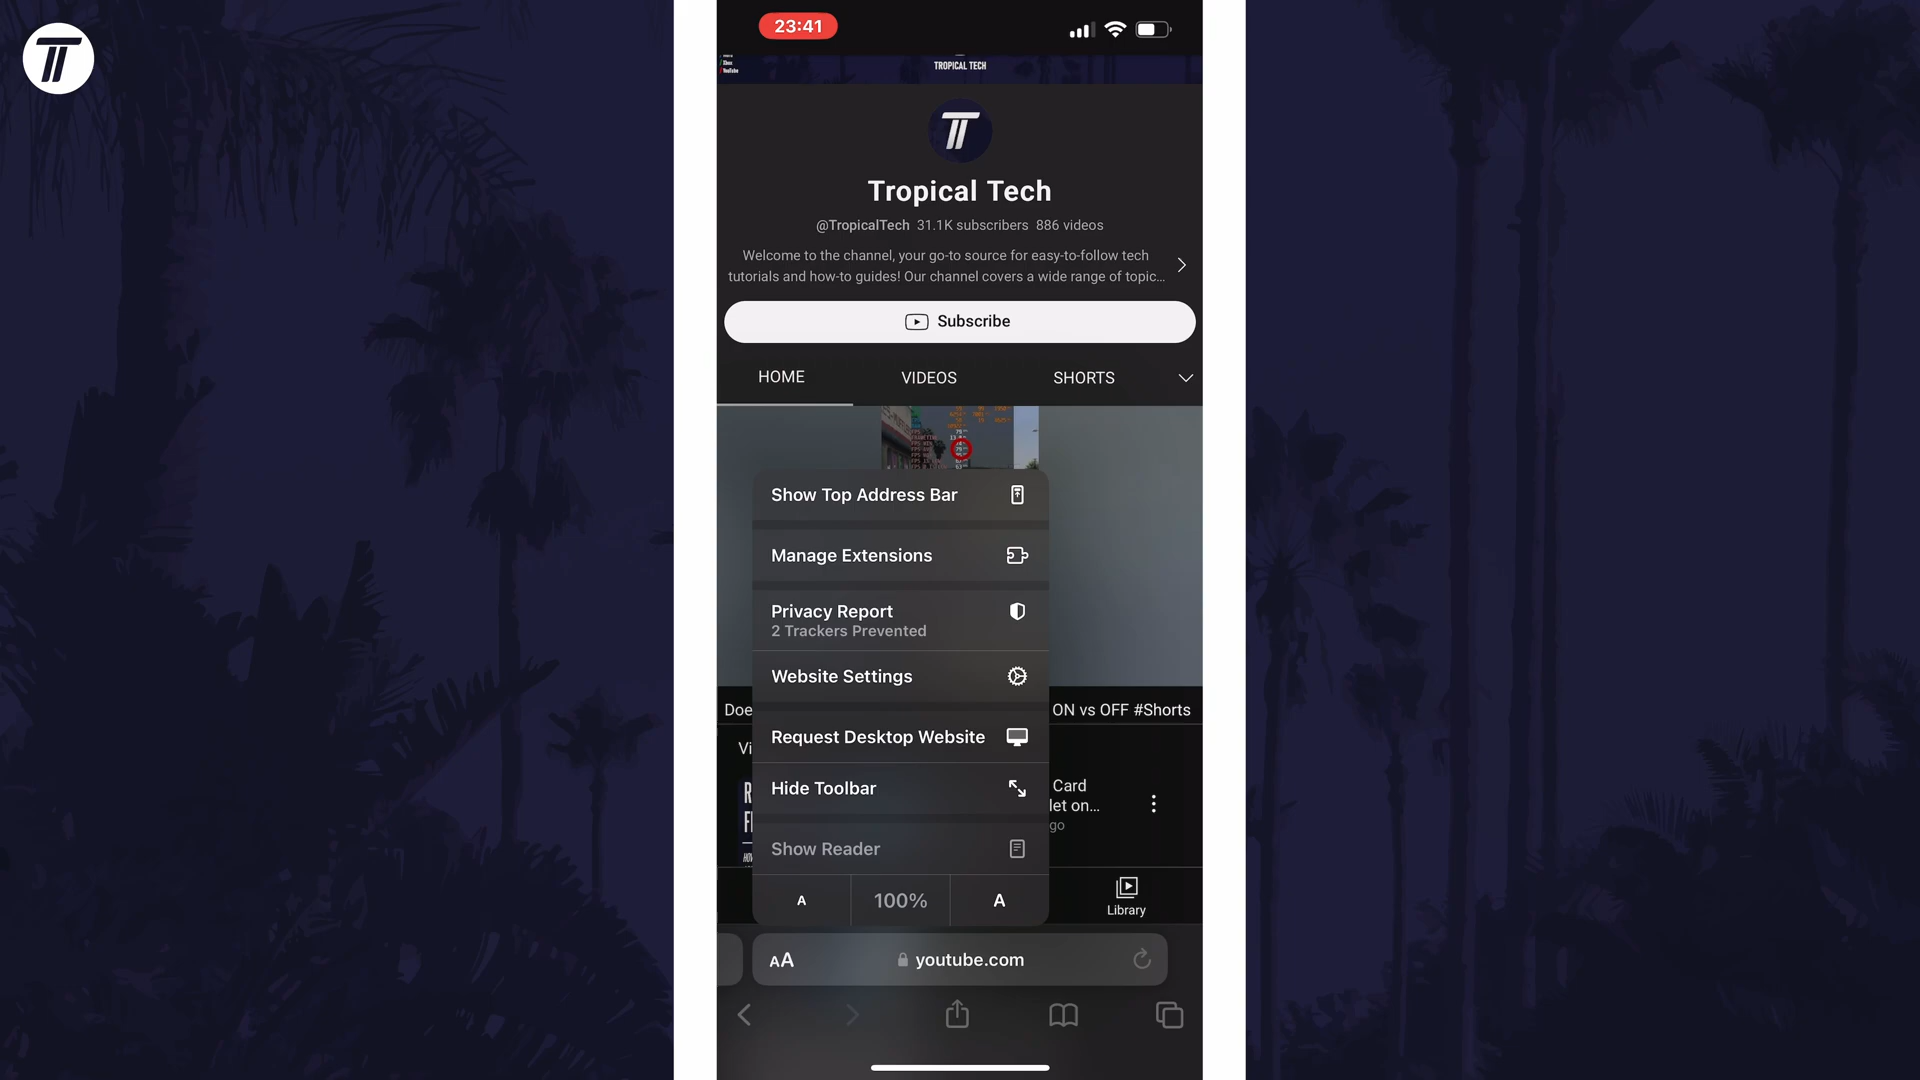 23:41
Xbox
YouTube
TROPICAL TECH
Tropical Tech
@TropicalTech 31.1K subscribers 886 videos
Welcome to the channel, your go-to source for easy-to-follow tech
tutorials and how-to guides! Our channel covers a wide range of topic...
Subscribe
HOME VIDEOS SHORTS
Show Top Address Bar
Manage Extensions
Privacy Report
2 Trackers Prevented
Website Settings
Doe ON vs OFF #Shorts
Request Desktop Website
Vi
Hide Toolbar
Card
let on...
go
Show Reader
A 100% A
Library
AA youtube.com